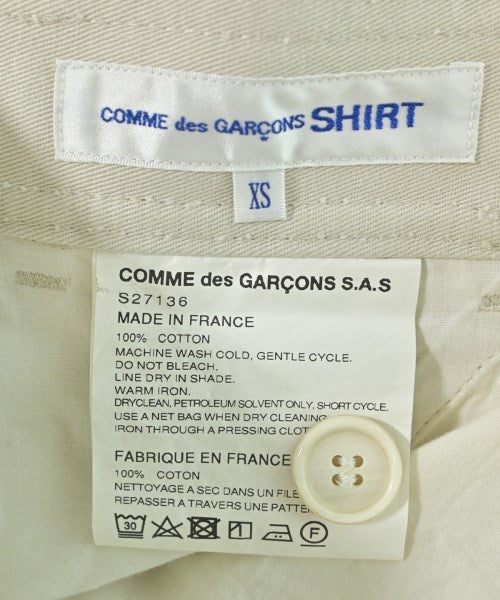 COMME des GARÇONS SHIRT
XS
COMME des GARÇONS S.A.S
S27136
MADE IN FRANCE
100% COTTON
MACHINE WASH COLD, GENTLE CYCLE.
DO NOT BLEACH.
LINE DRY IN SHADE.
WARM IRON.
DRYCLEAN, PETROLEUM SOLVENT ONLY, SHORT CYCLE.
USE A NET BAG WHEN DRY CLEANING
IRON THROUGH A PRESSING CLOT
FABRIQUE EN FRANCE
100% COTON
NETTOYAGE A SEC DANS UN FILE
REPASSER A TRAVERS UNE PATTE
30 1 F